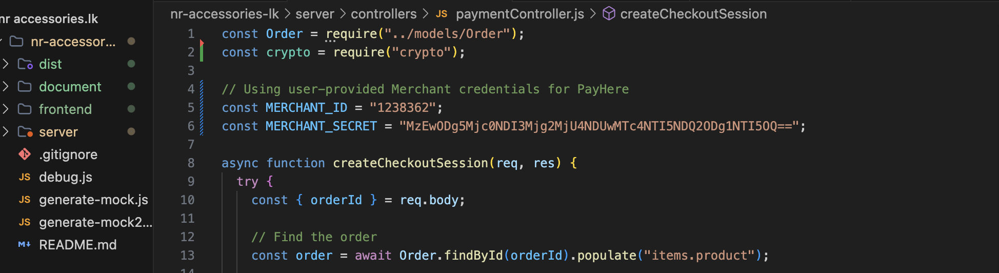 nr accessories.lk
nr-accessor...
dist
document
frontend
server
.gitignore
JS debug.js
JS generate-mock.js
JS generate-mock2...
M↓ README.md
nr-accessories-lk > server > controllers > JS paymentController.js > createCheckoutSession
1 const Order = require("../models/Order");
2 const crypto = require("crypto");
3
4 // Using user-provided Merchant credentials for PayHere
5 const MERCHANT_ID = "1238362";
6 const MERCHANT_SECRET = "MzEwODg5Mjc0NDI3Mjg2MjU4NDUwMTc4NTI5NDQ2ODg1NTI5OQ==";
7
8 async function createCheckoutSession(req, res) {
9 try {
10 const { orderId } = req.body;
11
12 // Find the order
13 const order = await Order.findById(orderId).populate("items.product");
14